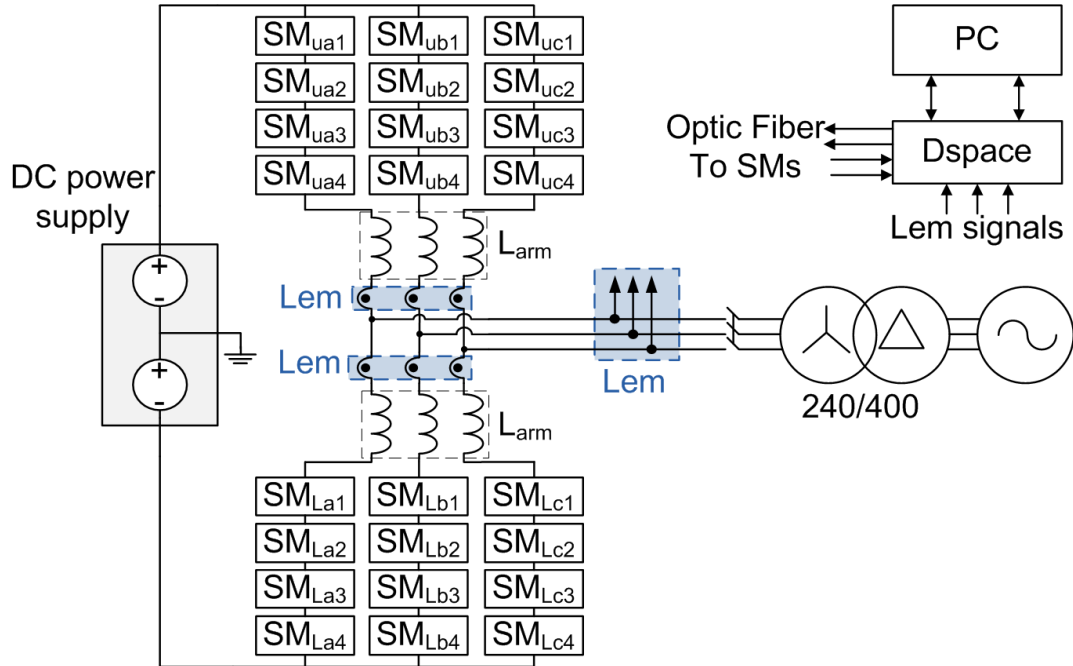 SMua1 SMub1 SMuc1
SMua2 SMub2 SMuc2
SMua3 SMub3 SMuc3
SMua4 SMub4 SMuc4
PC
Optic Fiber
To SMs
Dspace
Lem signals
DC power
supply
+
-
+
-
Larm
Lem
Lem
Lem
240/400
Larm
SMLa1 SMLb1 SMLc1
SMLa2 SMLb2 SMLc2
SMLa3 SMLb3 SMLc3
SMLa4 SMLb4 SMLc4